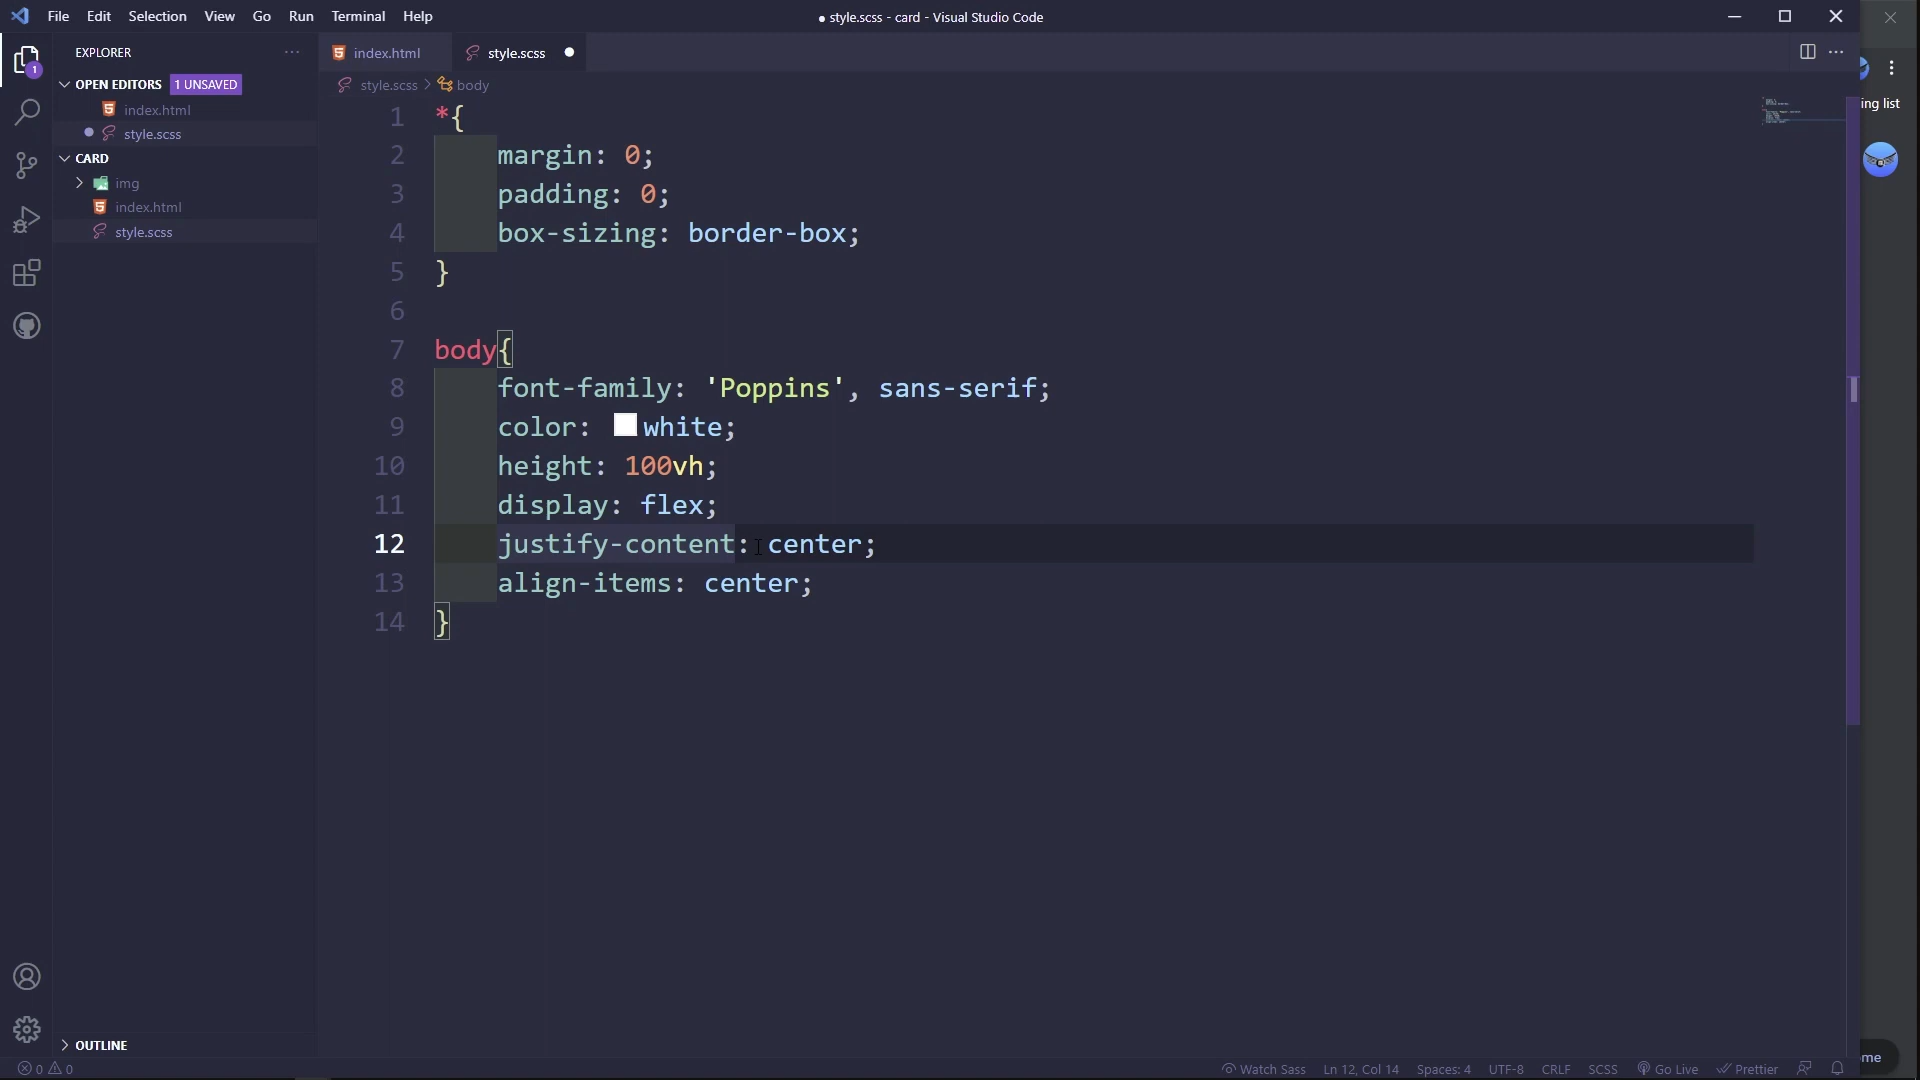 File Edit Selection View Go Run Terminal Help
● style.scss - card - Visual Studio Code
EXPLORER
index.html
style.scss
OPEN EDITORS 1 UNSAVED
index.html
style.scss
CARD
img
index.html
style.scss
style.scss > body
ing list
1 *{
2 margin: 0;
3 padding: 0;
4 box-sizing: border-box;
5 }
6
7 body{
8 font-family: 'Poppins', sans-serif;
9 color: white;
10 height: 100vh;
11 display: flex;
12 justify-content: center;
13 align-items: center;
14 }
1
OUTLINE
0 0
Watch Sass Ln 12, Col 14 Spaces: 4 UTF-8 CRLF SCSS Go Live Prettier
me